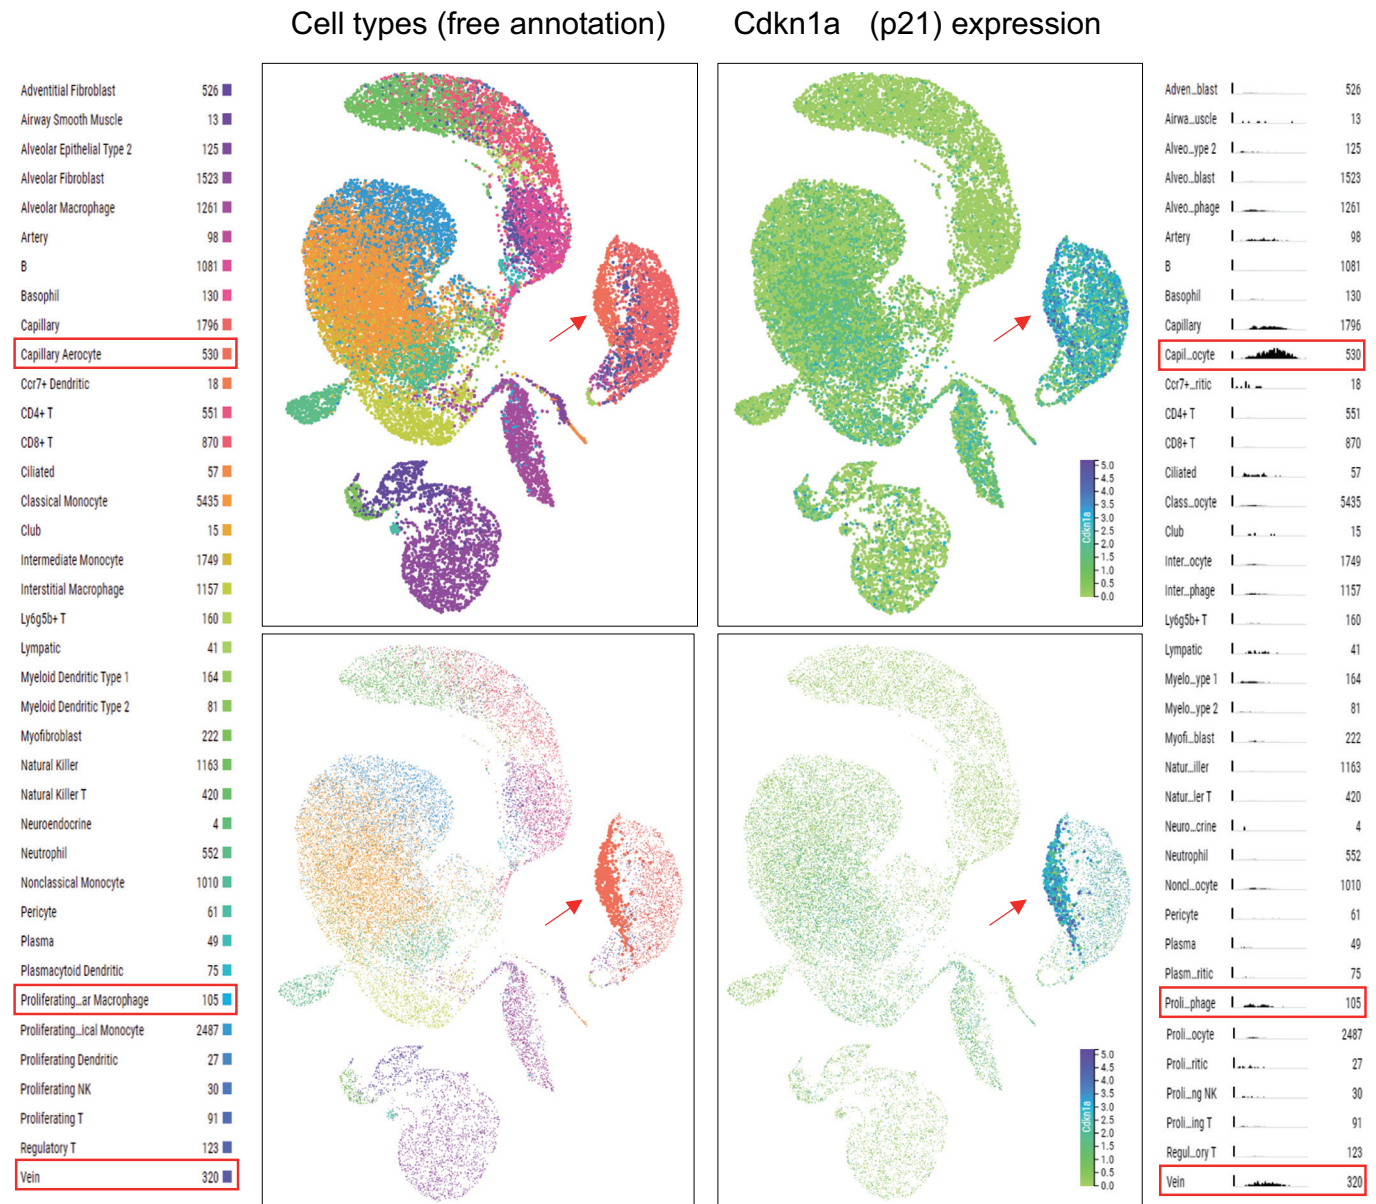 Cell types (free annotation)
Cdkn1a (p21) expression
Adventitial Fibroblast 526
Airway Smooth Muscle 13
Alveolar Epithelial Type 2 125
Alveolar Fibroblast 1523
Alveolar Macrophage 1261
Artery 98
B 1081
Basophil 130
Capillary 1796
Capillary Aerocyte 530
Ccr7+ Dendritic 18
CD4+ T 551
CD8+ T 870
Ciliated 57
Classical Monocyte 5435
Club 15
Intermediate Monocyte 1749
Interstitial Macrophage 1157
Ly6g5b+ T 160
Lympatic 41
Myeloid Dendritic Type 1 164
Myeloid Dendritic Type 2 81
Myofibroblast 222
Natural Killer 1163
Natural Killer T 420
Neuroendocrine 4
Neutrophil 552
Nonclassical Monocyte 1010
Pericyte 61
Plasma 49
Plasmacytoid Dendritic 75
Proliferating...ar Macrophage 105
Proliferating...ical Monocyte 2487
Proliferating Dendritic 27
Proliferating NK 30
Proliferating T 91
Regulatory T 123
Vein 320
Cdkn1a
5.0
4.5
4.0
3.5
3.0
2.5
2.0
1.5
1.0
0.5
0.0
Cdkn1a
5.0
4.5
4.0
3.5
3.0
2.5
2.0
1.5
1.0
0.5
0.0
Aden...blast 526
Airwa...uscle 13
Alveo...ype 2 125
Alveo...blast 1523
Alveo...phage 1261
Artery 98
B 1081
Basophil 130
Capillary 1796
Capil...ocyte 530
Ccr7+...ritic 18
CD4+ T 551
CD8+ T 870
Ciliated 57
Class...ocyte 5435
Club 15
Inter...ocyte 1749
Inter...phage 1157
Ly6g5b+ T 160
Lympatic 41
Myelo...ype 1 164
Myelo...ype 2 81
Myofi...blast 222
Natur...iller 1163
Natur...ler T 420
Neuro...crine 4
Neutrophil 552
Noncl...ocyte 1010
Pericyte 61
Plasma 49
Plasm...ritic 75
Proli...phage 105
Proli...ocyte 2487
Proli...ritic 27
Proli...ng NK 30
Proli...ing T 91
Regul...ory T 123
Vein 320